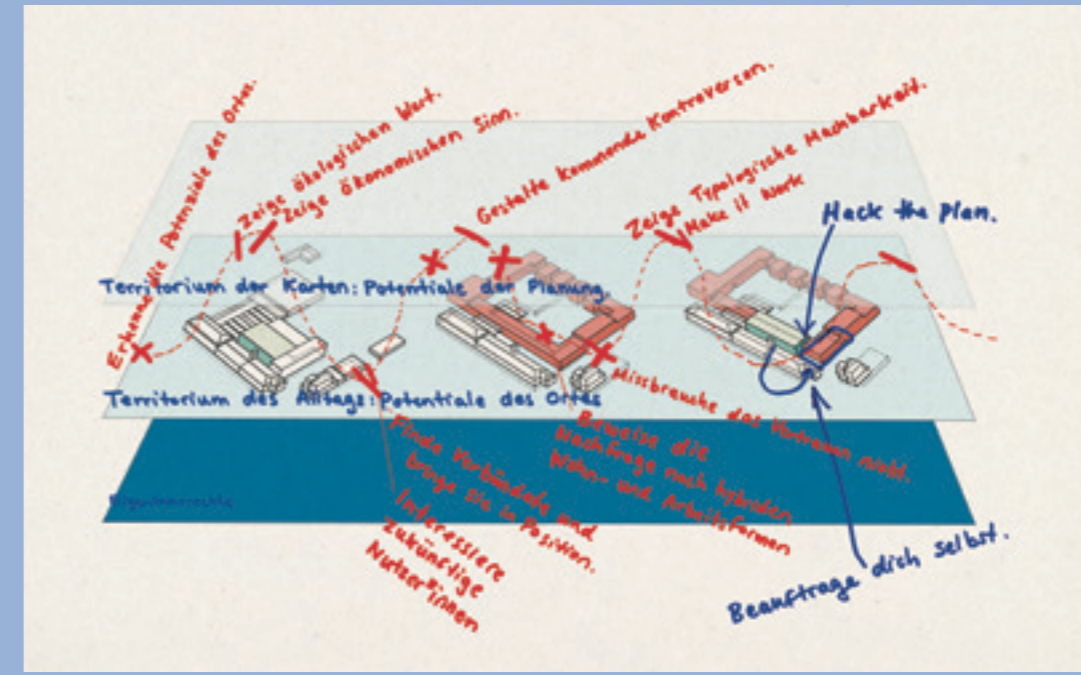 Erkenne die Potenziale des Ortes.
Zeige ökologischen Wert.
Zeige ökonomischen Sinn.
Gestalte kommende Kontroversen.
Zeige Typologische Machbarkeit.
Make it Work
Hack the plan.
Territorium der Karten: Potentiale der Planung.
Territorium des Alltags: Potentiale des Ortes
Missbrauche das Vertrauen nicht.
Beweise die
Nachfrage nach hybriden
Wohn- und Arbeitsformen
Finde Verbündete und
bringe sie in Position.
Interessiere
zukünftige
Nutzer*innen
Beauftrage dich selbst.